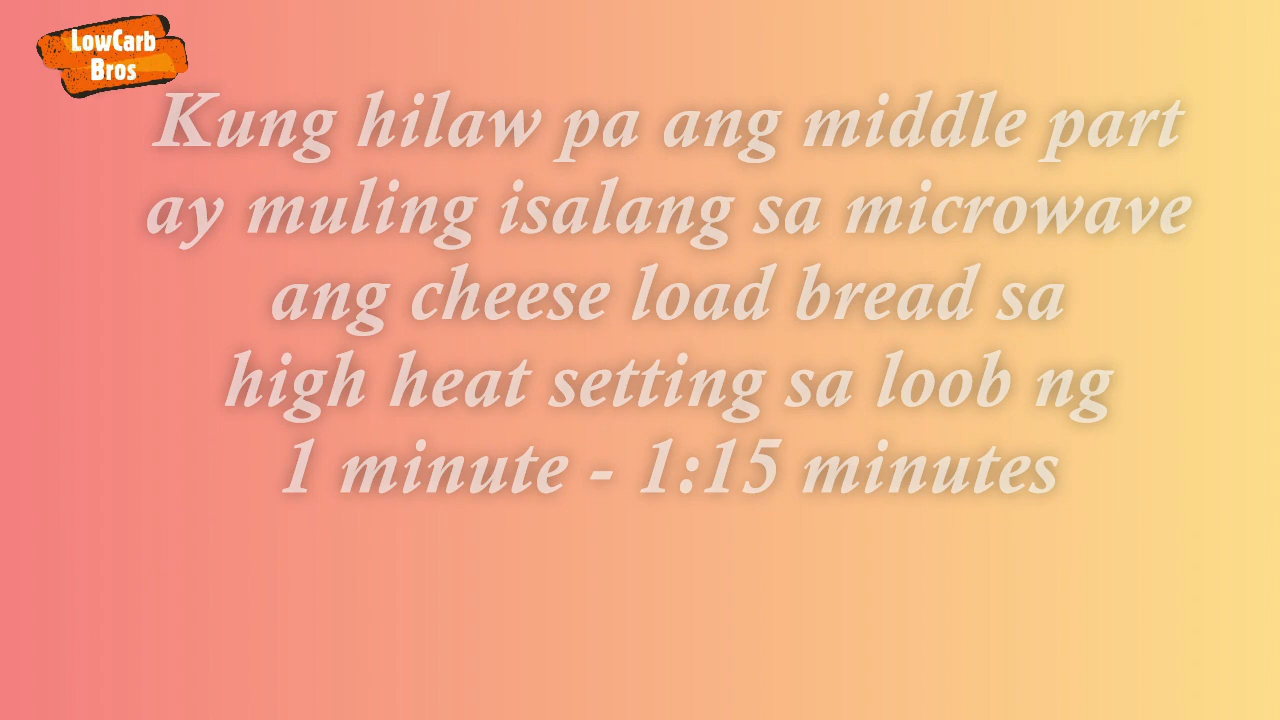 LowCarb
Bros
Kung hilaw pa ang middle part
ay muling isalang sa microwave
ang cheese load bread sa
high heat setting sa loob ng
1 minute - 1:15 minutes